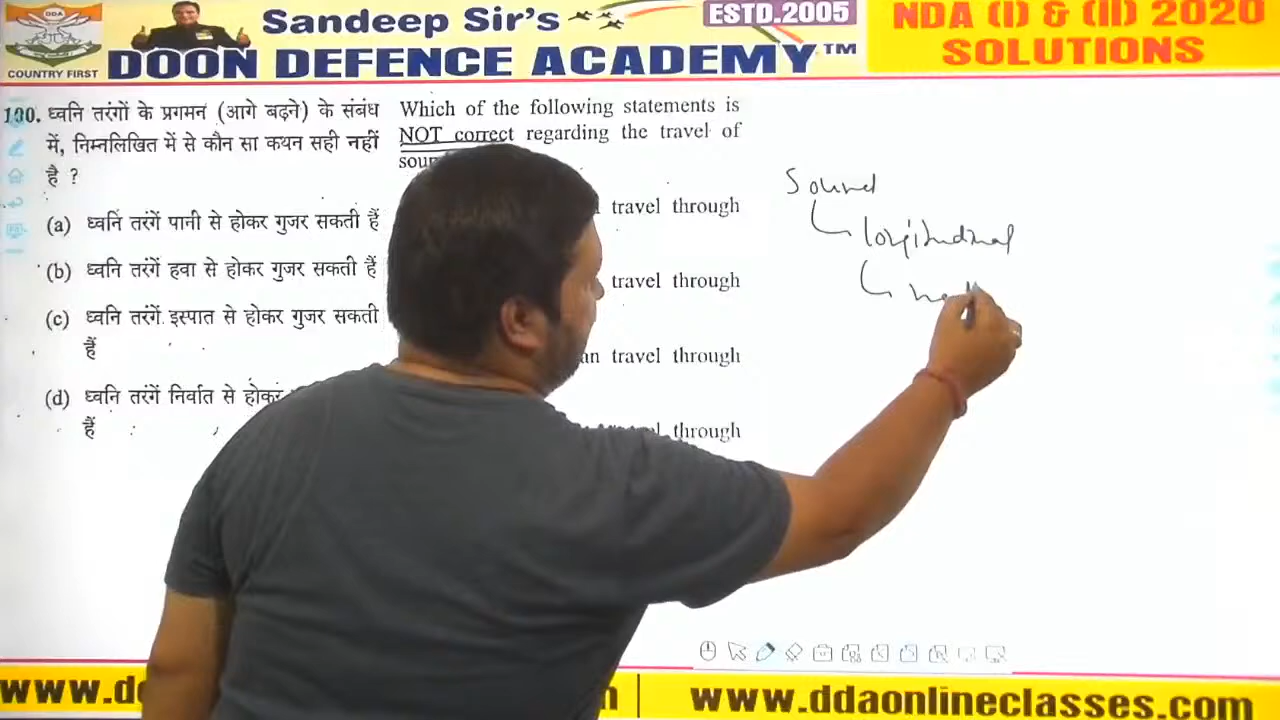 DDA
COUNTRY FIRST
Sandeep Sir's
DOON DEFENCE ACADEMY™
ESTD.2005
NDA (I) & (II) 2020
SOLUTIONS
ध्वनि तरंगों के प्रगमन (आगे बढ़ने) के संबंध
में, निम्नलिखित में से कौन सा कथन सही नहीं
है ?
(a) ध्वनि तरंगें पानी से होकर गुजर सकती हैं
(b) ध्वनि तरंगें हवा से होकर गुजर सकती हैं
(c) ध्वनि तरंगें इस्पात से होकर गुजर सकती
हैं
(d) ध्वनि तरंगें निर्वात से होकर
हैं
Which of the following statements is
NOT correct regarding the travel of
travel through
travel through
travel through
through
Sound
longitudinal
www.ddaonlineclasses.com